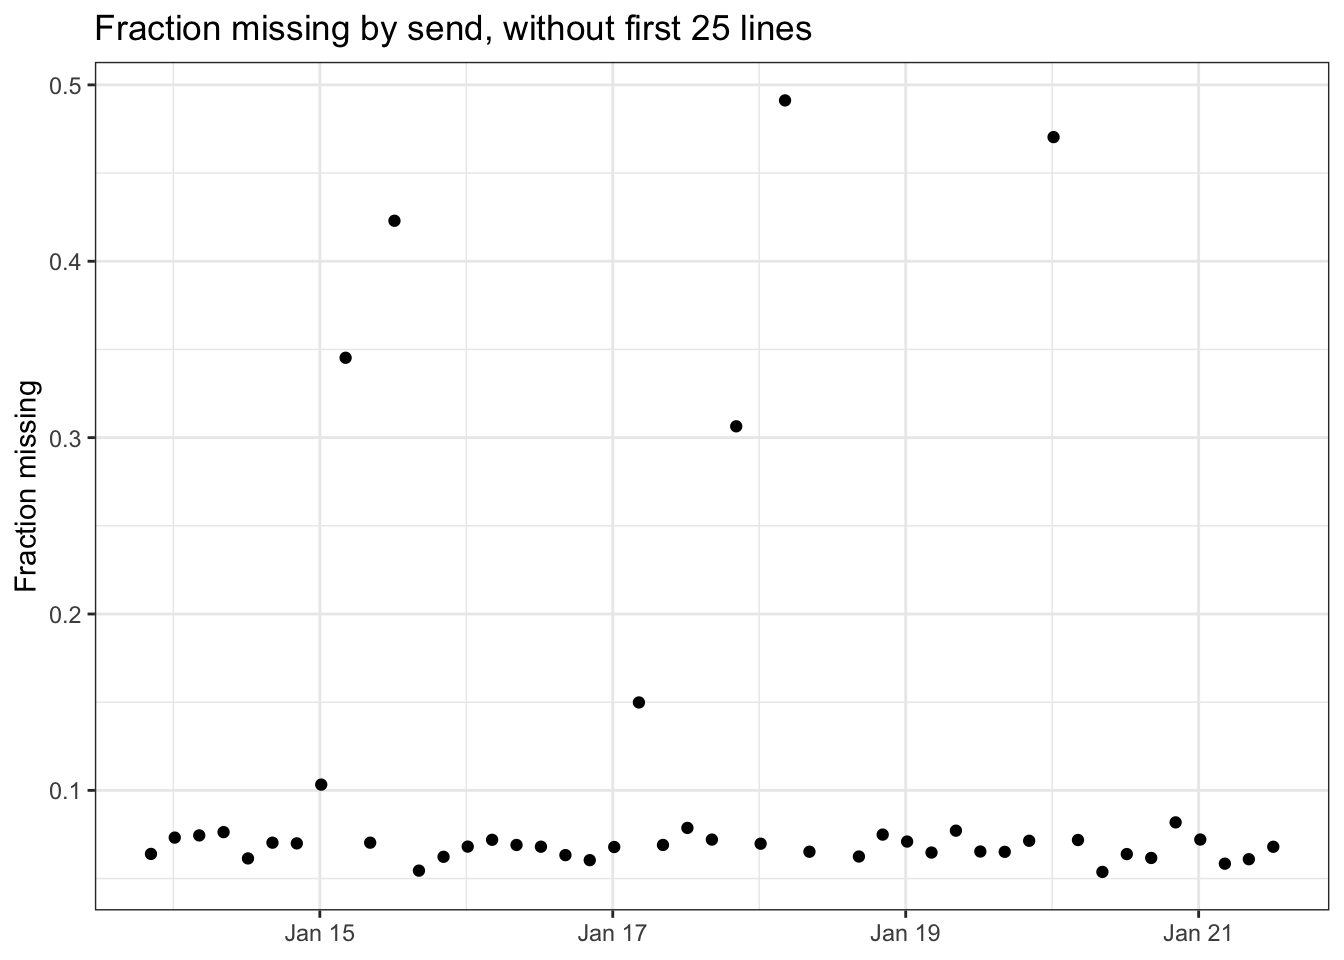 Fraction missing by send, without first 25 lines
0.5
0.4
0.3
0.2
0.1
Fraction missing
Jan 15
Jan 17
Jan 19
Jan 21